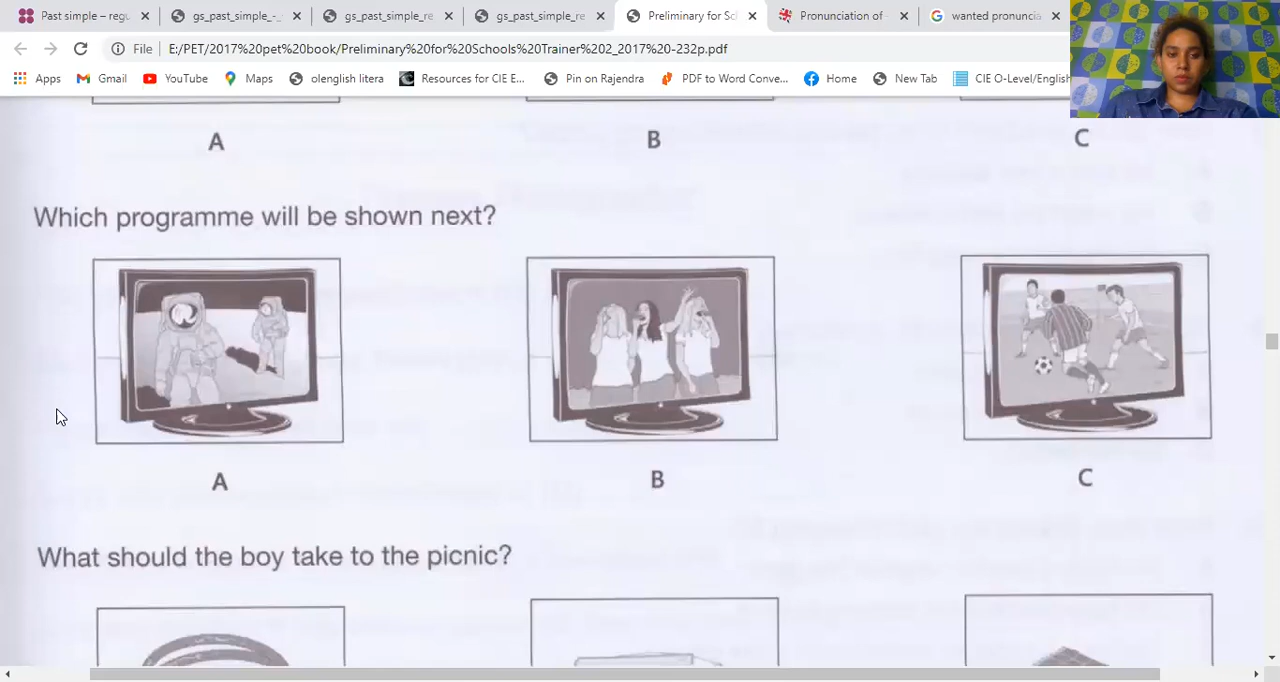 Past simple – regu
gs_past_simple_-_
gs_past_simple_re
gs_past_simple_re
Preliminary for Sc
Pronunciation of
wanted pronuncia
File
E:/PET/2017%20pet%20book/Preliminary%20for%20Schools%20Trainer%202_2017%20-232p.pdf
Apps
Gmail
YouTube
Maps
olenglish litera
Resources for CIE E...
Pin on Rajendra
PDF to Word Conve...
Home
New Tab
CIE O-Level/English
A
B
C
Which programme will be shown next?
A
B
C
What should the boy take to the picnic?